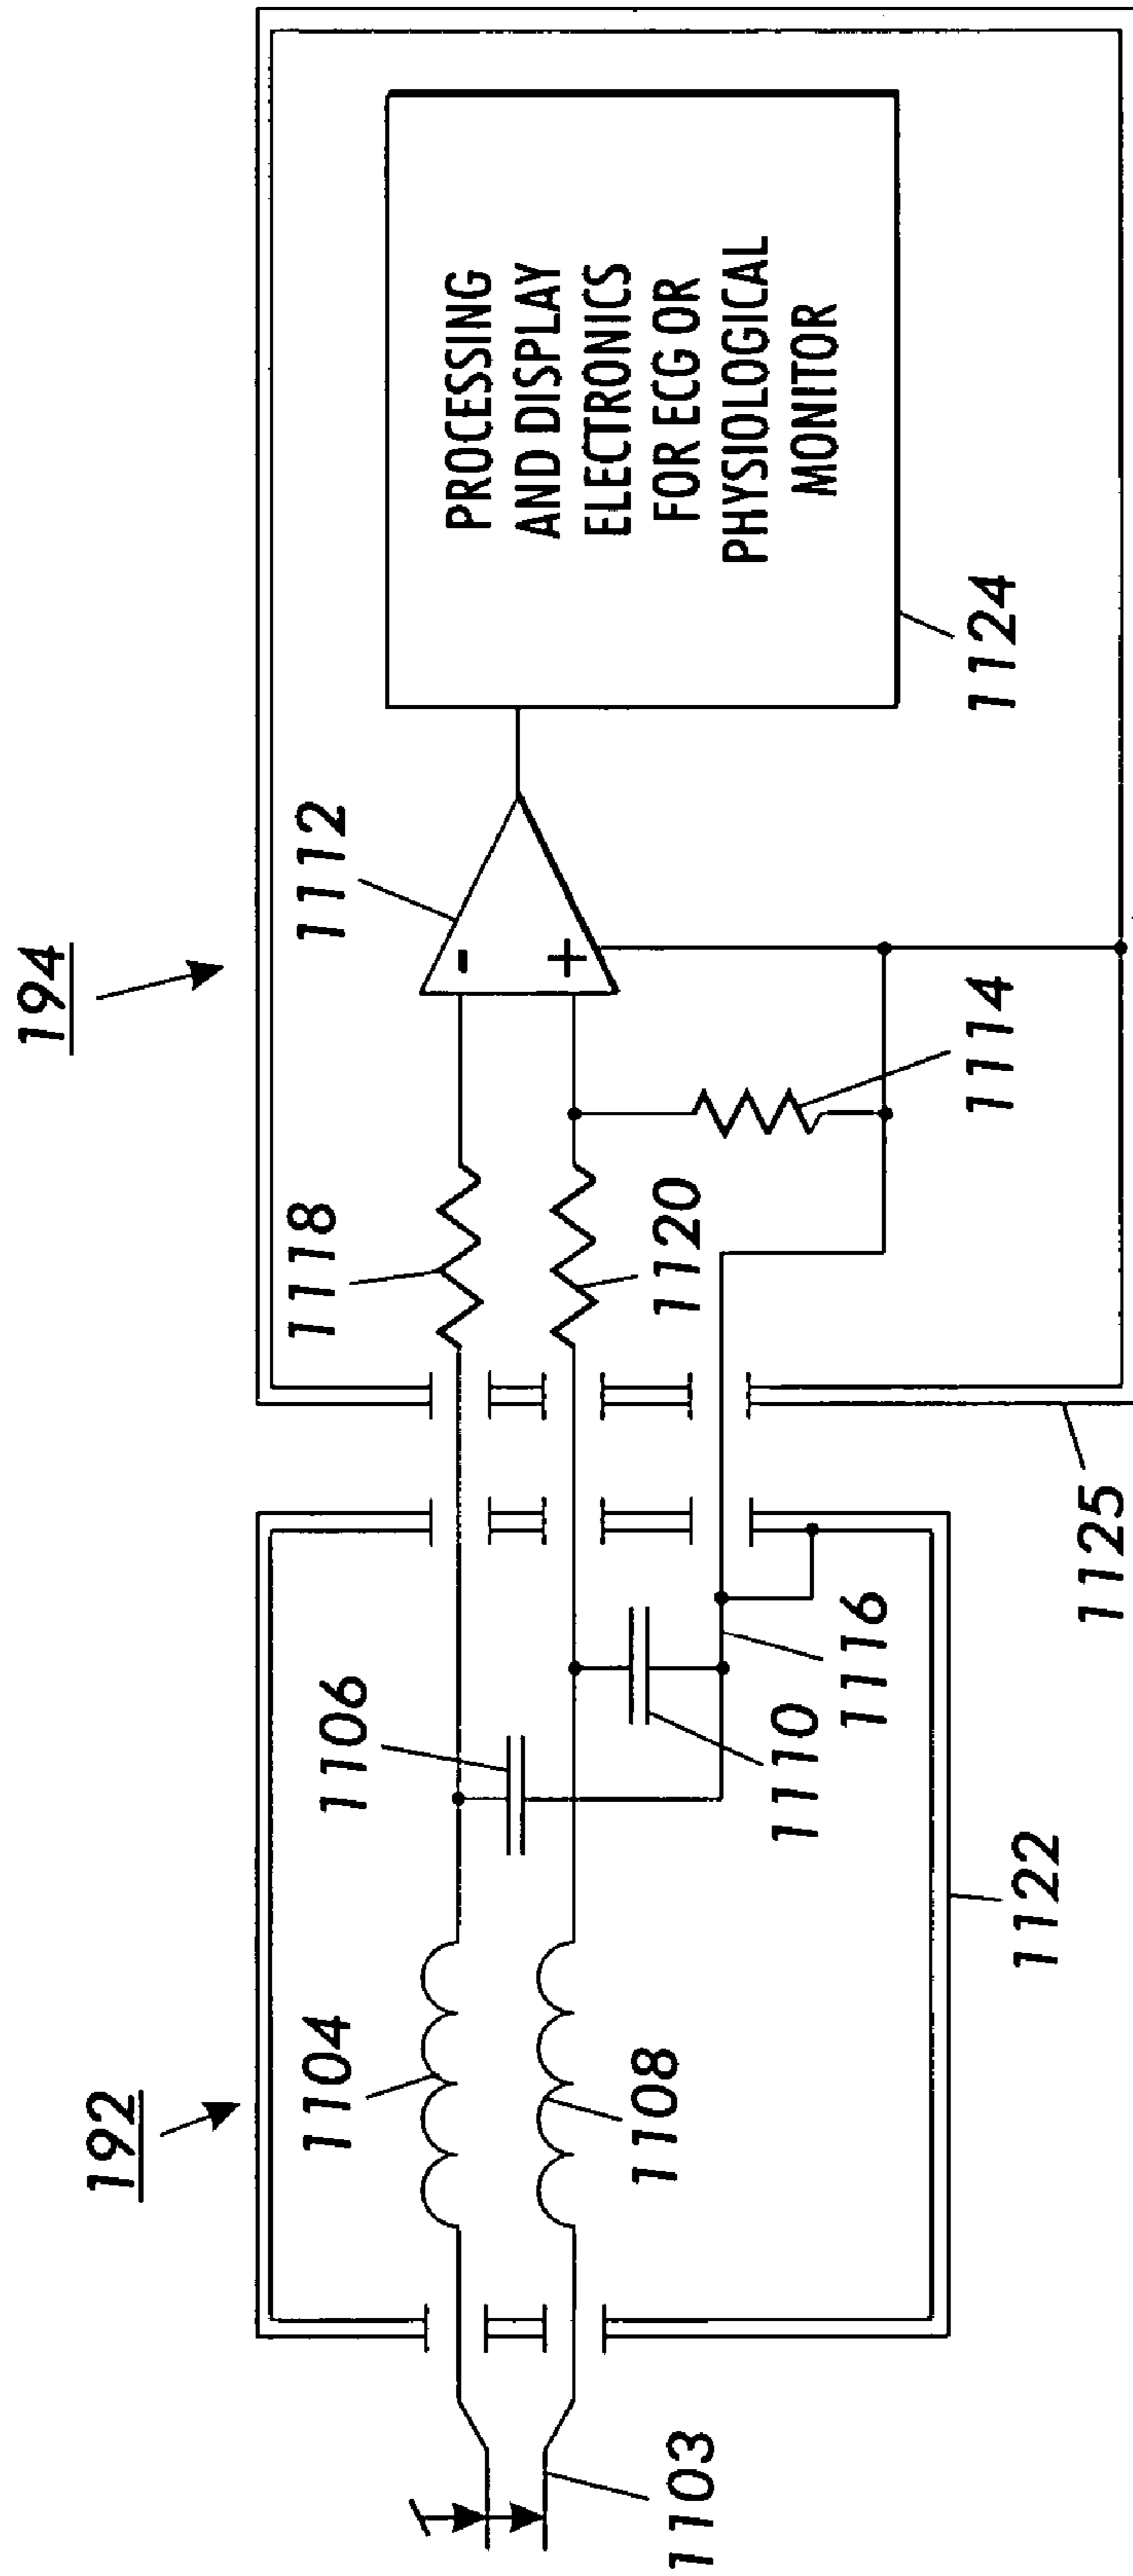 194
192
1112
PROCESSING
AND DISPLAY
ELECTRONICS
FOR ECG OR
PHYSIOLOGICAL
MONITOR
-
+
1118
1120
1114
1124
1106
1104
1108
1110
1116
1103
1122
1125